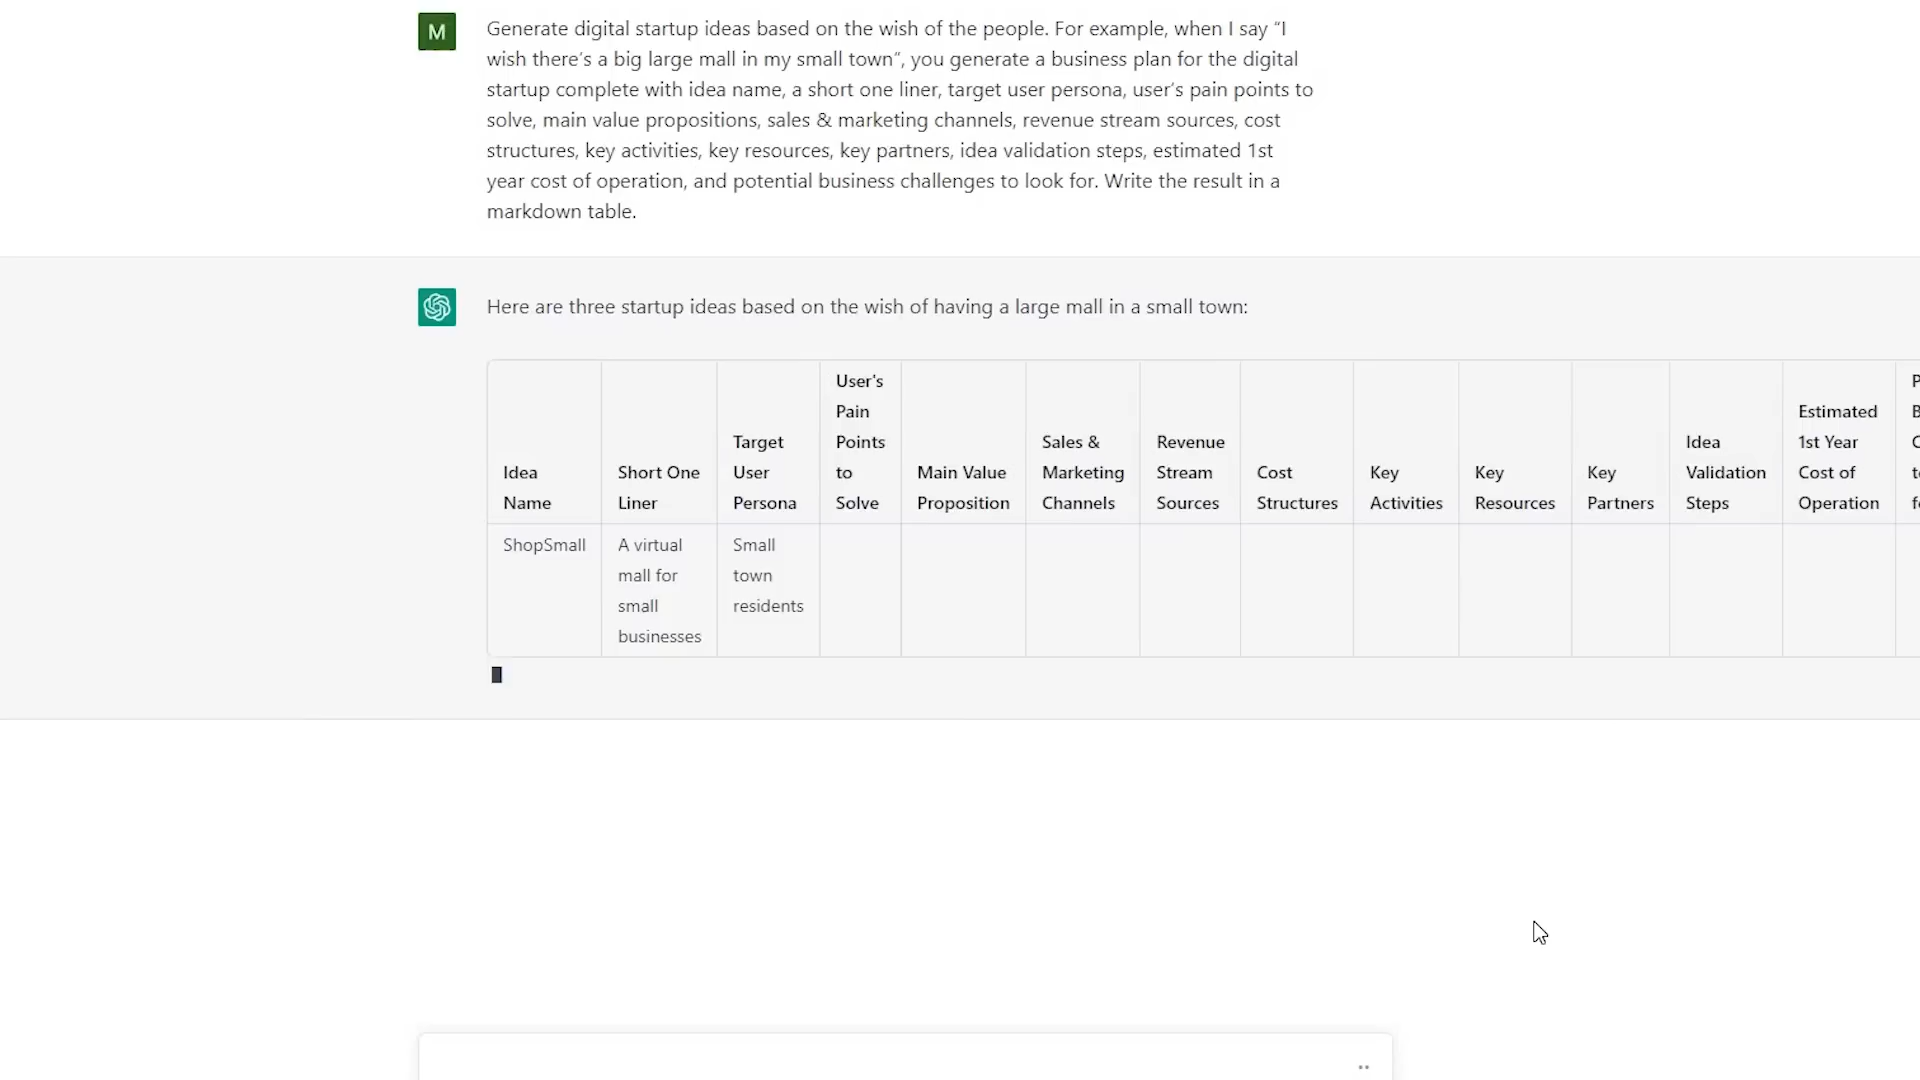 M
Generate digital startup ideas based on the wish of the people. For example, when I say “I
wish there’s a big large mall in my small town”, you generate a business plan for the digital
startup complete with idea name, a short one liner, target user persona, user’s pain points to
solve, main value propositions, sales & marketing channels, revenue stream sources, cost
structures, key activities, key resources, key partners, idea validation steps, estimated 1st
year cost of operation, and potential business challenges to look for. Write the result in a
markdown table.
Here are three startup ideas based on the wish of having a large mall in a small town:
Idea
Name
Short One
Liner
Target
User
Persona
User's
Pain
Points
to
Solve
Main Value
Proposition
Sales &
Marketing
Channels
Revenue
Stream
Sources
Cost
Structures
Key
Activities
Key
Resources
Key
Partners
Idea
Validation
Steps
Estimated
1st Year
Cost of
Operation
ShopSmall
A virtual
mall for
small
businesses
Small
town
residents